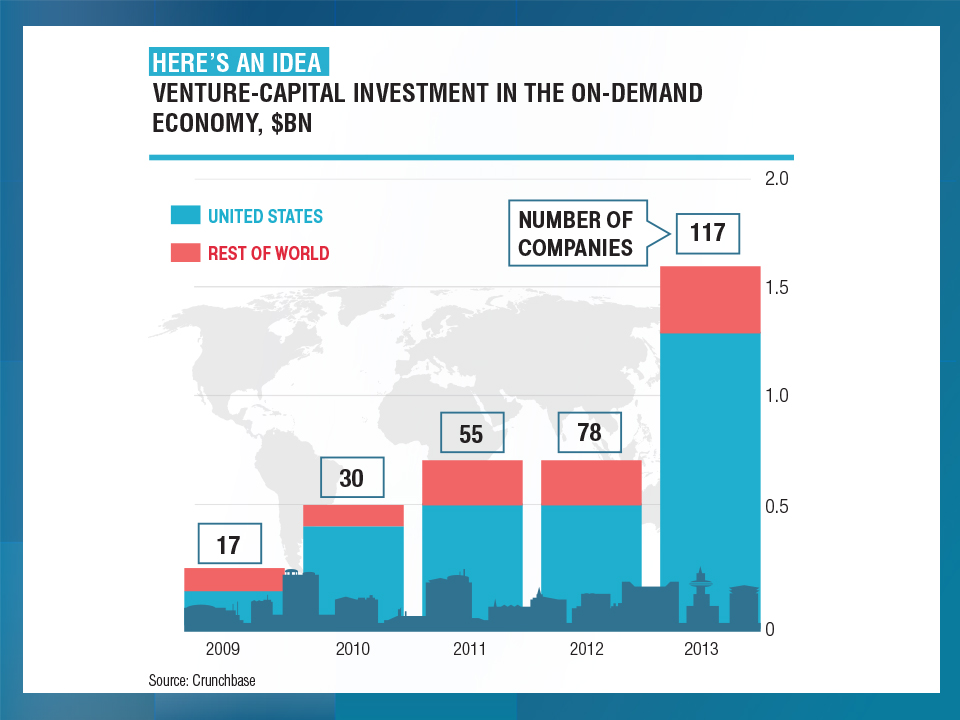 HERE'S AN IDEA
VENTURE-CAPITAL INVESTMENT IN THE ON-DEMAND
ECONOMY, $BN
2.0
UNITED STATES
REST OF WORLD
NUMBER OF
COMPANIES
117
1.5
1.0
55
78
30
0.5
17
0
2009
2010
2011
2012
2013
Source: Crunchbase